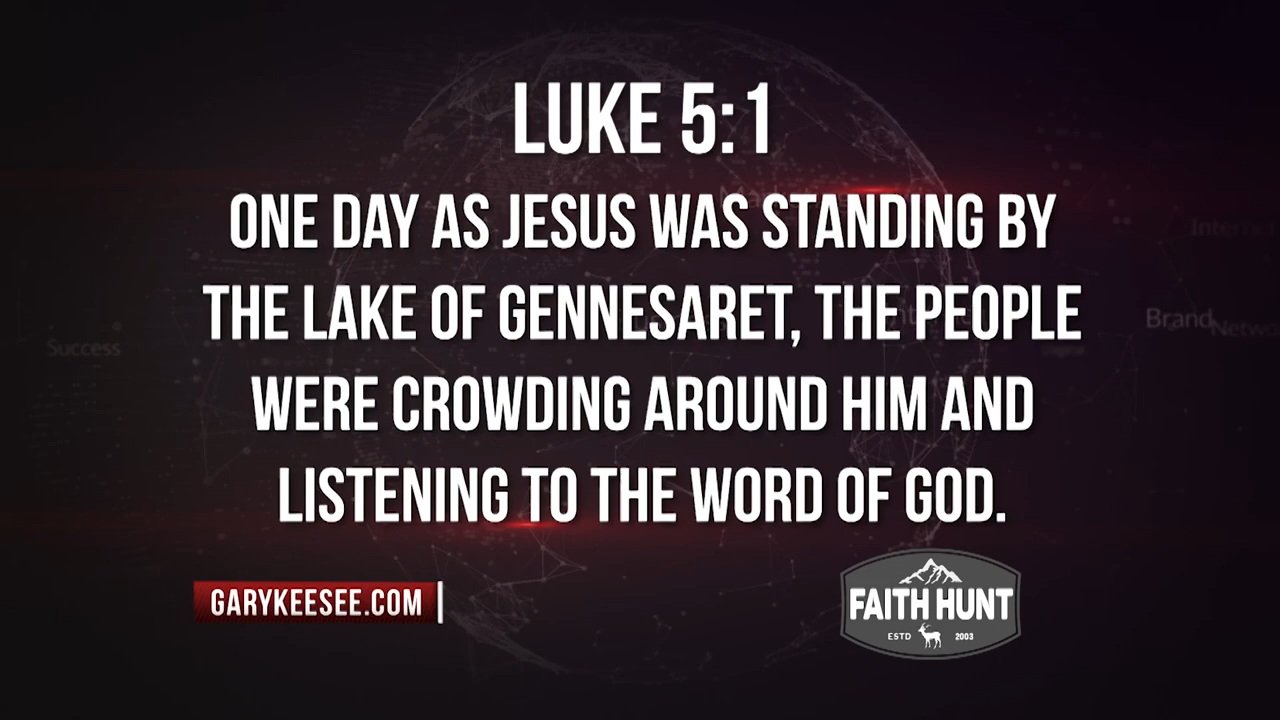 LUKE 5:1
ONE DAY AS JESUS WAS STANDING BY
THE LAKE OF GENNESARET, THE PEOPLE
WERE CROWDING AROUND HIM AND
LISTENING TO THE WORD OF GOD.
Success
Brand
GARYKEESEE.COM
FAITH HUNT
ESTD 2003